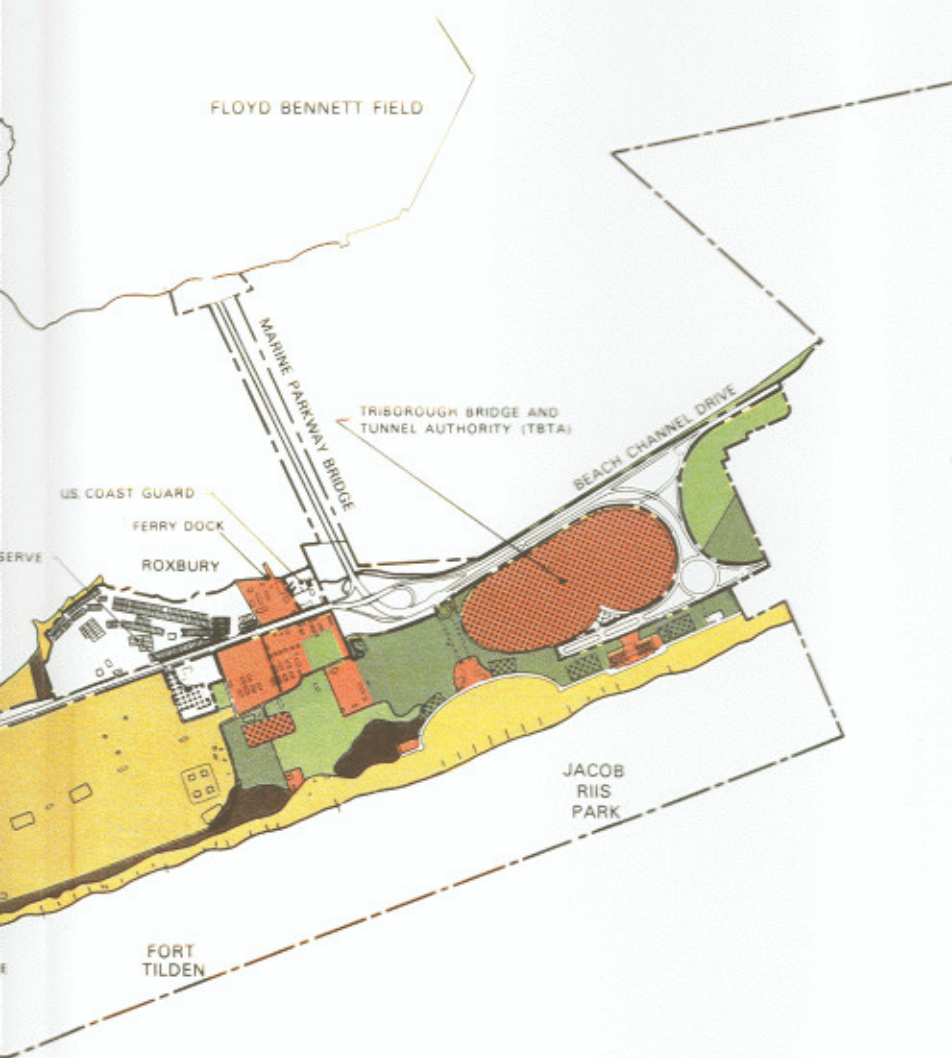 FLOYD BENNETT FIELD
MARINE PARKWAY BRIDGE
TRIBOROUGH BRIDGE AND
TUNNEL AUTHORITY (TBTA)
BEACH CHANNEL DRIVE
U.S. COAST GUARD
FERRY DOCK
SERVE
ROXBURY
JACOB
RIIS
PARK
FORT
TILDEN
E